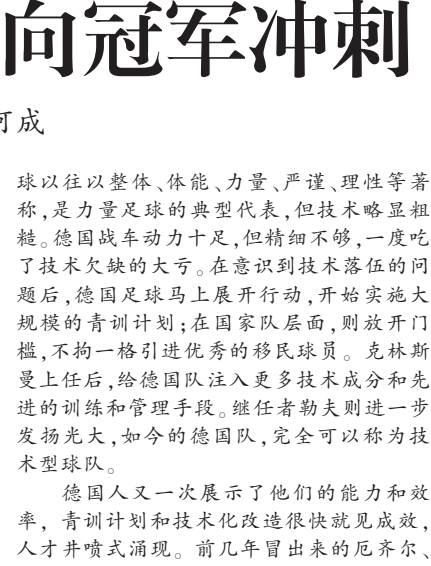 向冠军冲刺
可成
球以往以整体、体能、力量、严谨、理性等著
称,是力量足球的典型代表,但技术略显粗
糙。德国战车动力十足,但精细不够,一度吃
了技术欠缺的大亏。在意识到技术落伍的问
题后,德国足球马上展开行动,开始实施大
规模的青训计划;在国家队层面,则放开门
槛,不拘一格引进优秀的移民球员。克林斯
曼上任后,给德国队注入更多技术成分和先
进的训练和管理手段。继任者勒夫则进一步
发扬光大,如今的德国队,完全可以称为技
术型球队。
德国人又一次展示了他们的能力和效
率,青训计划和技术化改造很快就见成效,
人才井喷式涌现。前几年冒出来的厄齐尔、